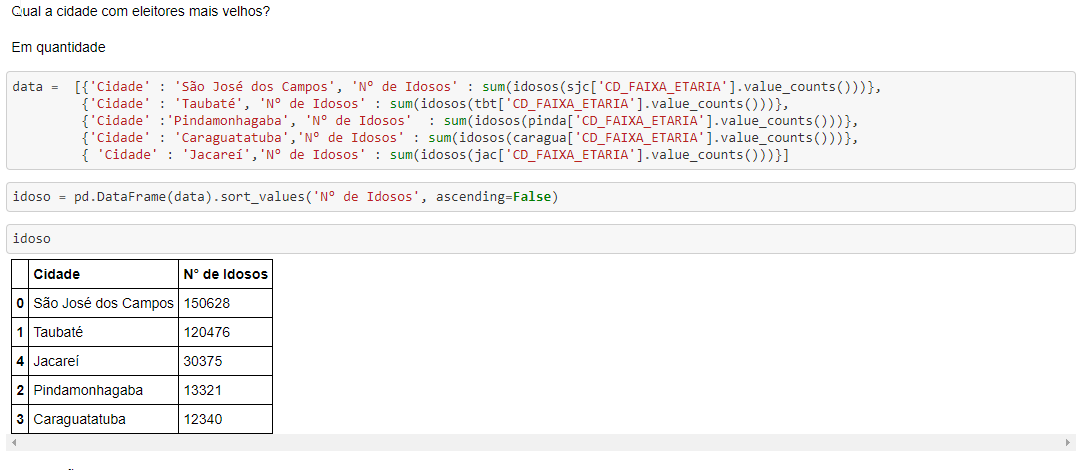 Qual a cidade com eleitores mais velhos?
Em quantidade
data =  [{'Cidade' : 'São José dos Campos', 'Nº de Idosos' : sum(idosos(sjc['CD_FAIXA_ETARIA'].value_counts()))},
{'Cidade' : 'Taubaté', 'Nº de Idosos' : sum(idosos(tbt['CD_FAIXA_ETARIA'].value_counts()))},
{'Cidade' :'Pindamonhagaba', 'Nº de Idosos'  : sum(idosos(pinda['CD_FAIXA_ETARIA'].value_counts()))},
{'Cidade' : 'Caraguatatuba','Nº de Idosos' : sum(idosos(caragua['CD_FAIXA_ETARIA'].value_counts()))},
{ 'Cidade' : 'Jacareí','Nº de Idosos' : sum(idosos(jac['CD_FAIXA_ETARIA'].value_counts()))}]
idoso = pd.DataFrame(data).sort_values('Nº de Idosos', ascending=False)
idoso
Cidade Nº de Idosos
0 São José dos Campos 150628
1 Taubaté 120476
4 Jacareí 30375
2 Pindamonhagaba 13321
3 Caraguatatuba 12340